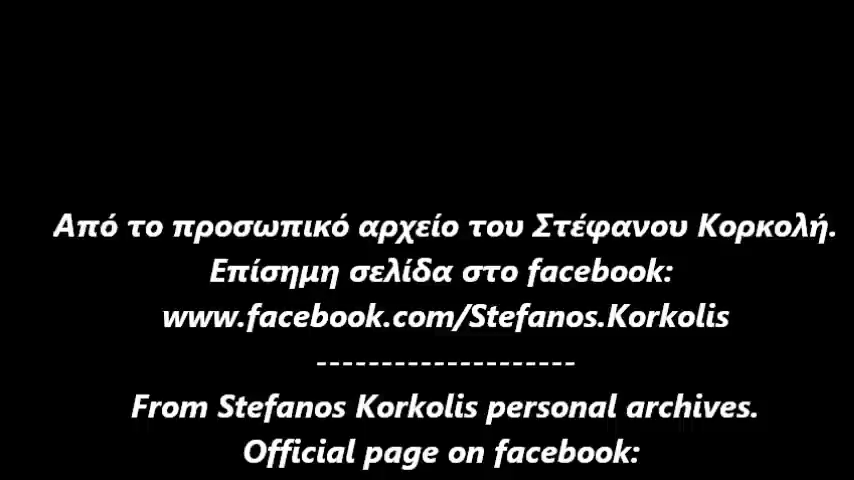 Από το προσωπικό αρχείο του Στέφανου Κορκολή.
Επίσημη σελίδα στο facebook:
www.facebook.com/Stefanos.Korkolis
--------------------
From Stefanos Korkolis personal archives.
Official page on facebook: